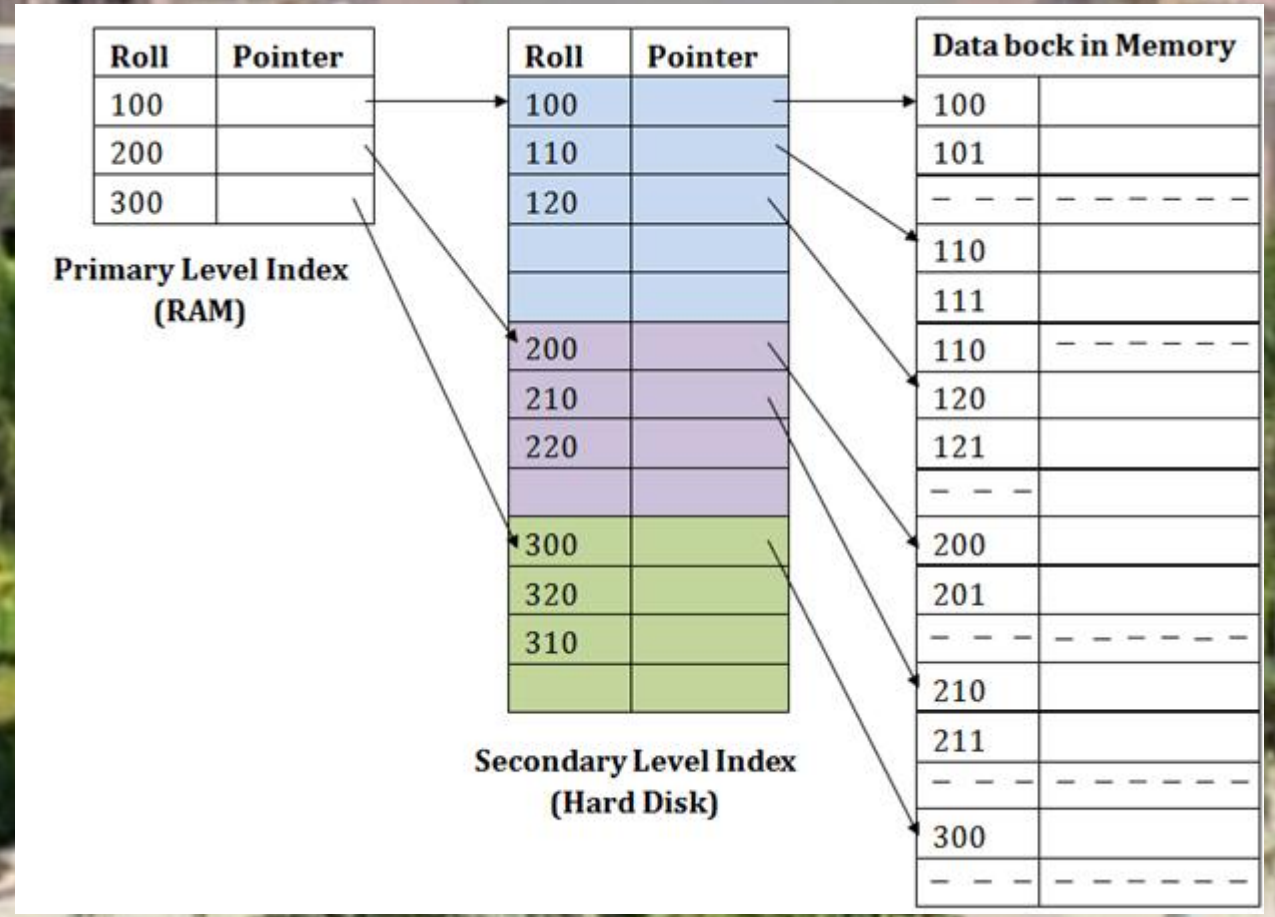 Roll Pointer
100
200
300
Primary Level Index
(RAM)
Roll Pointer
100
110
120
200
210
220
300
320
310
Secondary Level Index
(Hard Disk)
Data bock in Memory
100
101
_ _ _ _ _ _ _ _
110
111
110 _ _ _ _ _ _
120
121
_ _ _
200
201
_ _ _ _ _ _ _ _ _
210
211
_ _ _ _ _ _ _ _ _
300
_ _ _ _ _ _ _ _ _